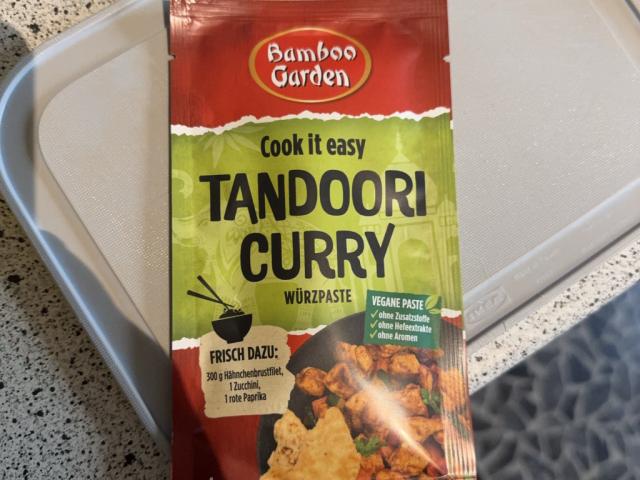 Bamboo
Garden
Cook it easy
TANDOORI
CURRY
WÜRZPASTE
VEGANE PASTE
ohne Zusatzstoffe
ohne Hefeextrakte
ohne Aromen
FRISCH DAZU:
300 g Hähnchenbrustfilet,
1 Zucchini,
1 rote Paprika